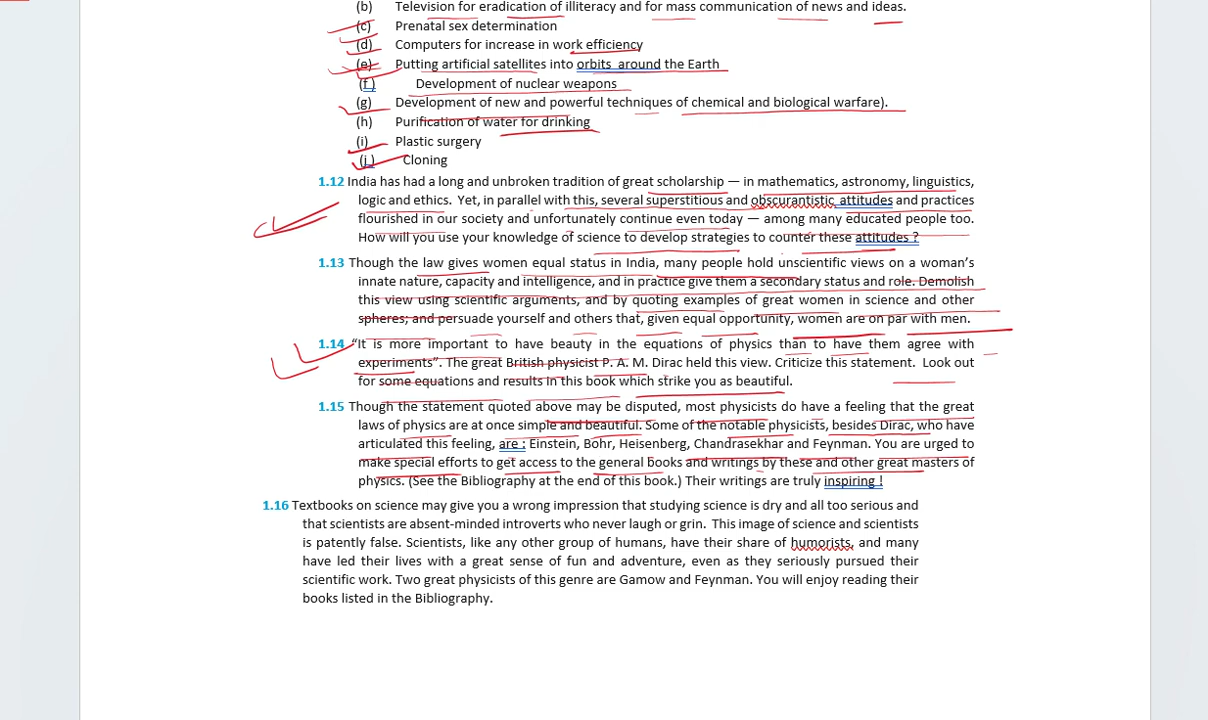 (b) Television for eradication of illiteracy and for mass communication of news and ideas.
(c) Prenatal sex determination
(d) Computers for increase in work efficiency
(e) Putting artificial satellites into orbits around the Earth
(f) Development of nuclear weapons
(g) Development of new and powerful techniques of chemical and biological warfare).
(h) Purification of water for drinking
(i) Plastic surgery
(j) Cloning
1.12 India has had a long and unbroken tradition of great scholarship — in mathematics, astronomy, linguistics,
logic and ethics. Yet, in parallel with this, several superstitious and obscurantistic attitudes and practices
flourished in our society and unfortunately continue even today — among many educated people too.
How will you use your knowledge of science to develop strategies to counter these attitudes ?
1.13 Though the law gives women equal status in India, many people hold unscientific views on a woman's
innate nature, capacity and intelligence, and in practice give them a secondary status and role. Demolish
this view using scientific arguments, and by quoting examples of great women in science and other
spheres; and persuade yourself and others that, given equal opportunity, women are on par with men.
1.14 “It is more important to have beauty in the equations of physics than to have them agree with
experiments”. The great British physicist P. A. M. Dirac held this view. Criticize this statement. Look out
for some equations and results in this book which strike you as beautiful.
1.15 Though the statement quoted above may be disputed, most physicists do have a feeling that the great
laws of physics are at once simple and beautiful. Some of the notable physicists, besides Dirac, who have
articulated this feeling, are : Einstein, Bohr, Heisenberg, Chandrasekhar and Feynman. You are urged to
make special efforts to get access to the general books and writings by these and other great masters of
physics. (See the Bibliography at the end of this book.) Their writings are truly inspiring !
1.16 Textbooks on science may give you a wrong impression that studying science is dry and all too serious and
that scientists are absent-minded introverts who never laugh or grin. This image of science and scientists
is patently false. Scientists, like any other group of humans, have their share of humorists, and many
have led their lives with a great sense of fun and adventure, even as they seriously pursued their
scientific work. Two great physicists of this genre are Gamow and Feynman. You will enjoy reading their
books listed in the Bibliography.